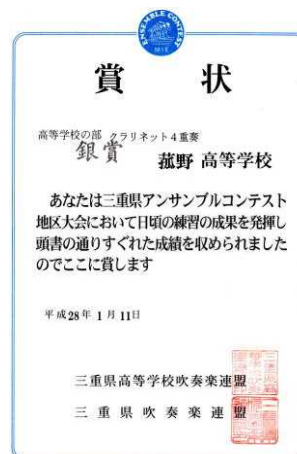 ENSEMBLE CONTEST
MIE
賞状
高等学校の部 クラリネット4重奏
銀賞
菰野 高等学校
あなたは三重県アンサンブルコンテスト
地区大会において日頃の練習の成果を発揮し
頭書の通りすぐれた成績を収められました
のでここに賞します
平成28年1月11日
三重県高等学校吹奏楽連盟
三重県吹奏楽連盟